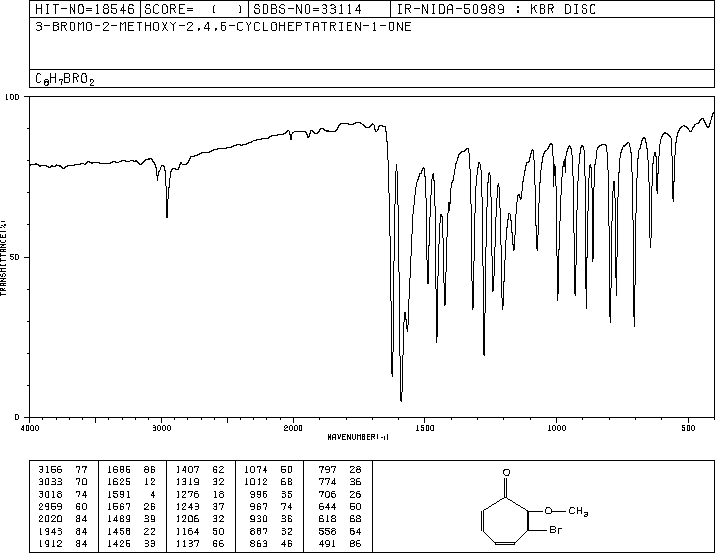 HIT-NO=18546 SCORE= ( ) SDBS-NO=33114 IR-NIDA-50989 : KBR DISC
3-BROMO-2-METHOXY-2,4,6-CYCLOHEPTATRIEN-1-ONE
C8H7BRO2
100
50
0
TRANSMITTANCE(%)
4000 3000 2000 1500 1000 500
WAVENUMBER(-1)
3166 77 1686 86 1407 62 1074 50 797 28
3033 70 1625 12 1319 32 1012 68 774 36
3018 74 1591 4 1276 18 996 35 706 26
2959 60 1567 26 1243 37 967 74 644 50
2020 84 1489 39 1206 32 930 36 618 68
1943 84 1458 22 1164 50 887 32 558 64
1912 84 1426 33 1137 66 863 46 491 86
O
O CH3
Br